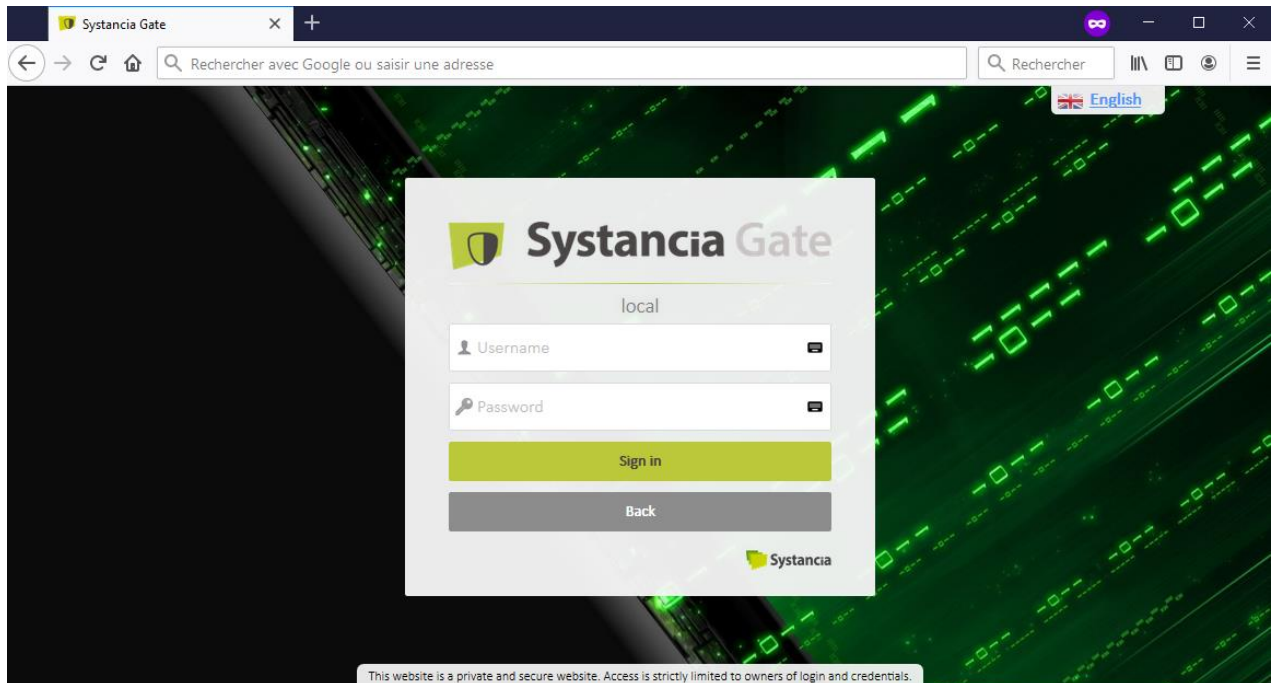 Systancia Gate
Rechercher avec Google ou saisir une adresse
Rechercher
English
Systancia Gate
local
Username
Password
Sign in
Back
Systancia
This website is a private and secure website. Access is strictly limited to owners of login and credentials.